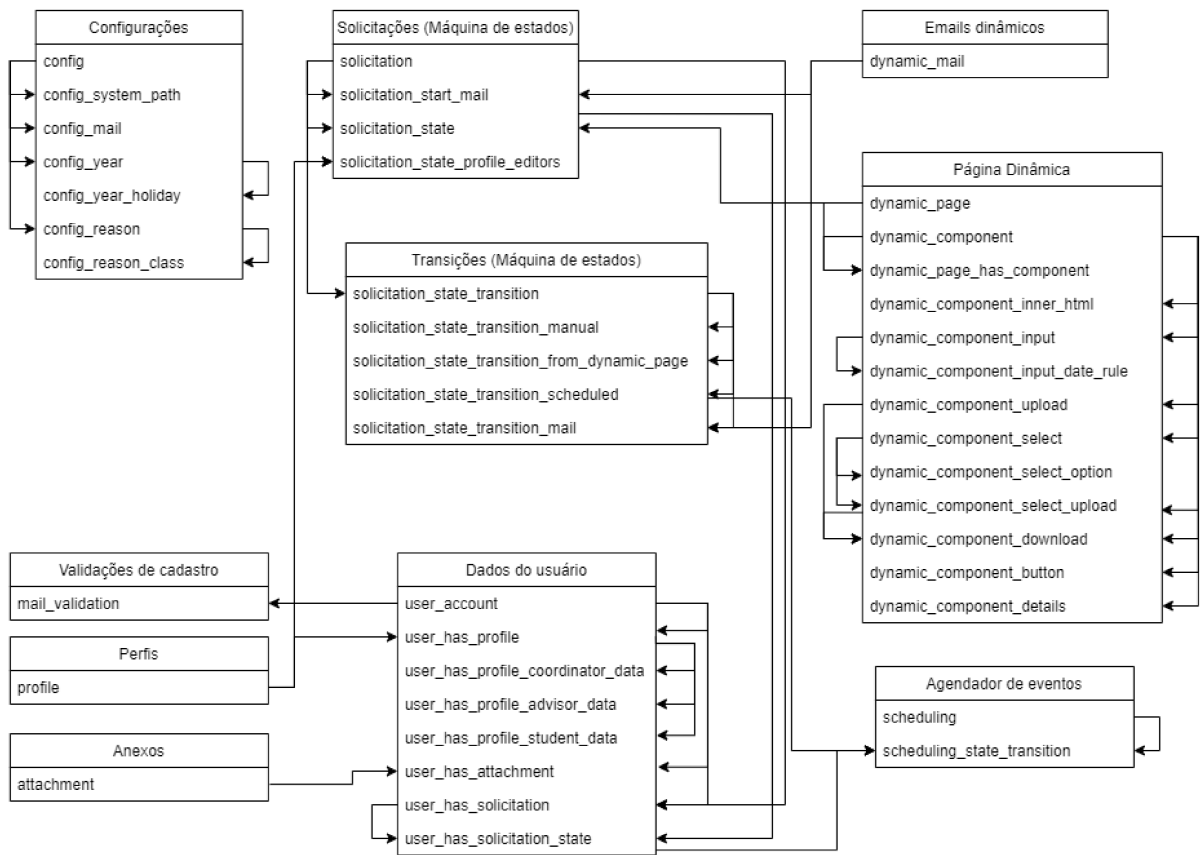 Configurações
config
config_system_path
config_mail
config_year
config_year_holiday
config_reason
config_reason_class
Solicitações (Máquina de estados)
solicitation
solicitation_start_mail
solicitation_state
solicitation_state_profile_editors
Emails dinâmicos
dynamic_mail
Página Dinâmica
dynamic_page
dynamic_component
dynamic_page_has_component
dynamic_component_inner_html
dynamic_component_input
dynamic_component_input_date_rule
dynamic_component_upload
dynamic_component_select
dynamic_component_select_option
dynamic_component_select_upload
dynamic_component_download
dynamic_component_button
dynamic_component_details
Transições (Máquina de estados)
solicitation_state_transition
solicitation_state_transition_manual
solicitation_state_transition_from_dynamic_page
solicitation_state_transition_scheduled
solicitation_state_transition_mail
Validações de cadastro
mail_validation
Perfis
profile
Anexos
attachment
Dados do usuário
user_account
user_has_profile
user_has_profile_coordinator_data
user_has_profile_advisor_data
user_has_profile_student_data
user_has_attachment
user_has_solicitation
user_has_solicitation_state
Agendador de eventos
scheduling
scheduling_state_transition